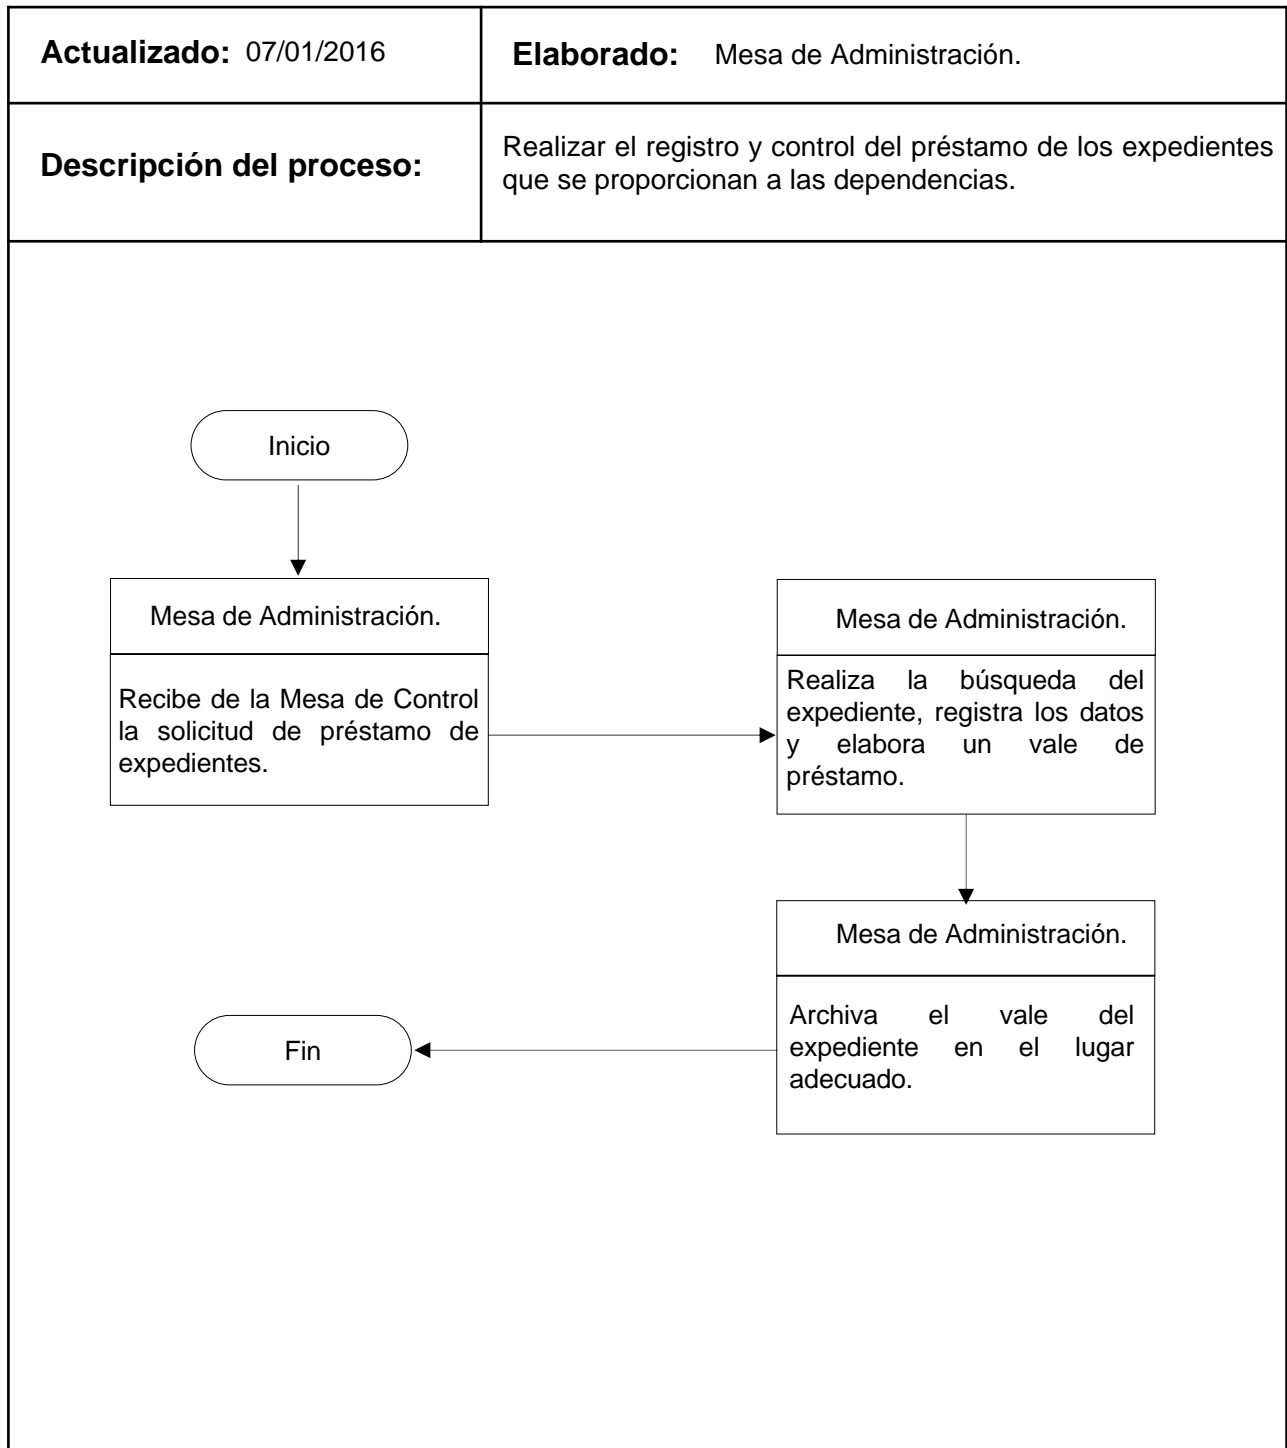 Actualizado: 07/01/2016
Elaborado: Mesa de Administración.
Descripción del proceso:
Realizar el registro y control del préstamo de los expedientes
que se proporcionan a las dependencias.
Inicio
Mesa de Administración.
Recibe de la Mesa de Control
la solicitud de préstamo de
expedientes.
Mesa de Administración.
Realiza la búsqueda del
expediente, registra los datos
y elabora un vale de
préstamo.
Mesa de Administración.
Archiva el vale del
expediente en el lugar
adecuado.
Fin